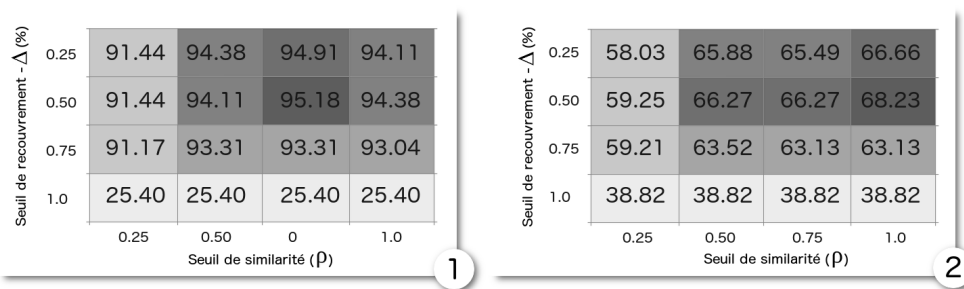 Seuil de recouvrement - Δ (%)
0.25 91.44 94.38 94.91 94.11
0.50 91.44 94.11 95.18 94.38
0.75 91.17 93.31 93.31 93.04
1.0 25.40 25.40 25.40 25.40
0.25 0.50 0 1.0
Seuil de similarité (ρ)
1
Seuil de recouvrement - Δ (%)
0.25 58.03 65.88 65.49 66.66
0.50 59.25 66.27 66.27 68.23
0.75 59.21 63.52 63.13 63.13
1.0 38.82 38.82 38.82 38.82
0.25 0.50 0.75 1.0
Seuil de similarité (ρ)
2